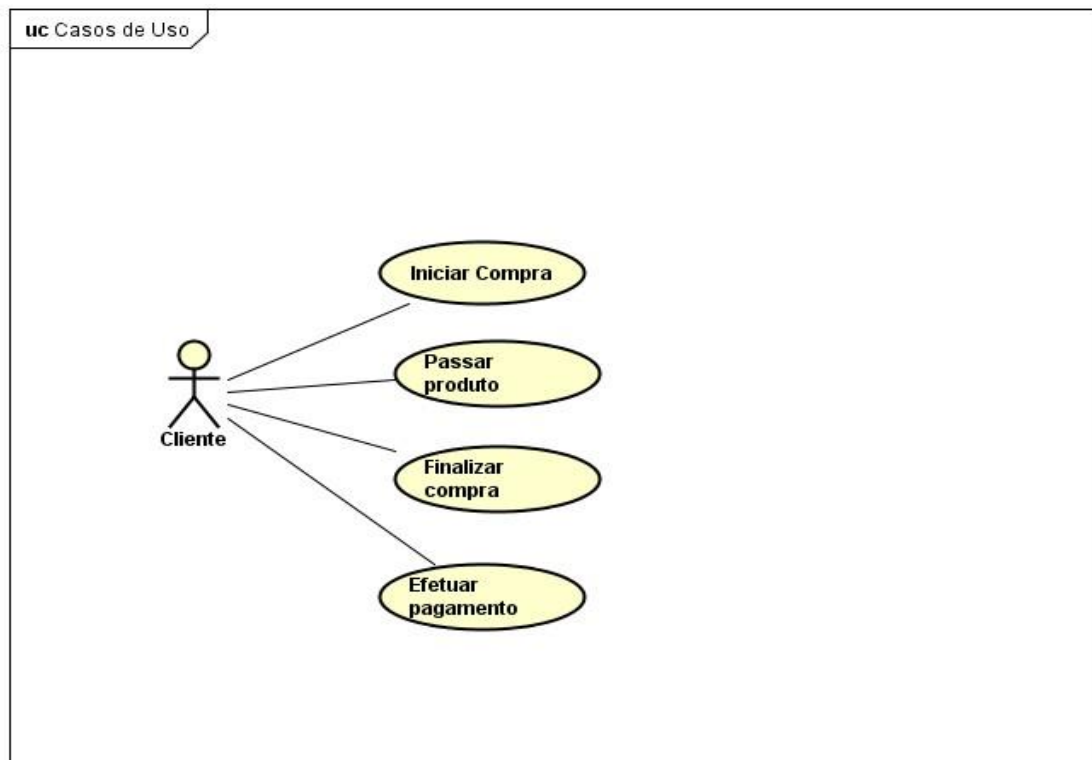 uc Casos de Uso
Iniciar Compra
Passar
produto
Cliente
Finalizar
compra
Efetuar
pagamento